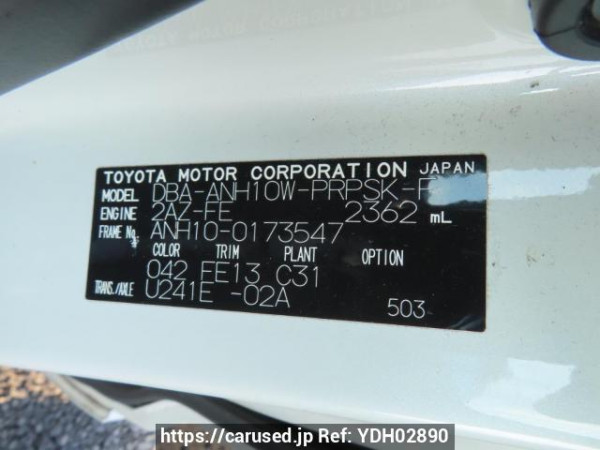 TOYOTA MOTOR CORPORATION JAPAN
MODEL DBA-ANH10W-PRPSK-
ENGINE 2AZ-FE 2362 mL
FRAME No. ANH10-0173547
COLOR TRIM PLANT OPTION
042 FE13 C31
TRANS./AXLE U241E -02A
503
https://carused.jp Ref: YDH02890